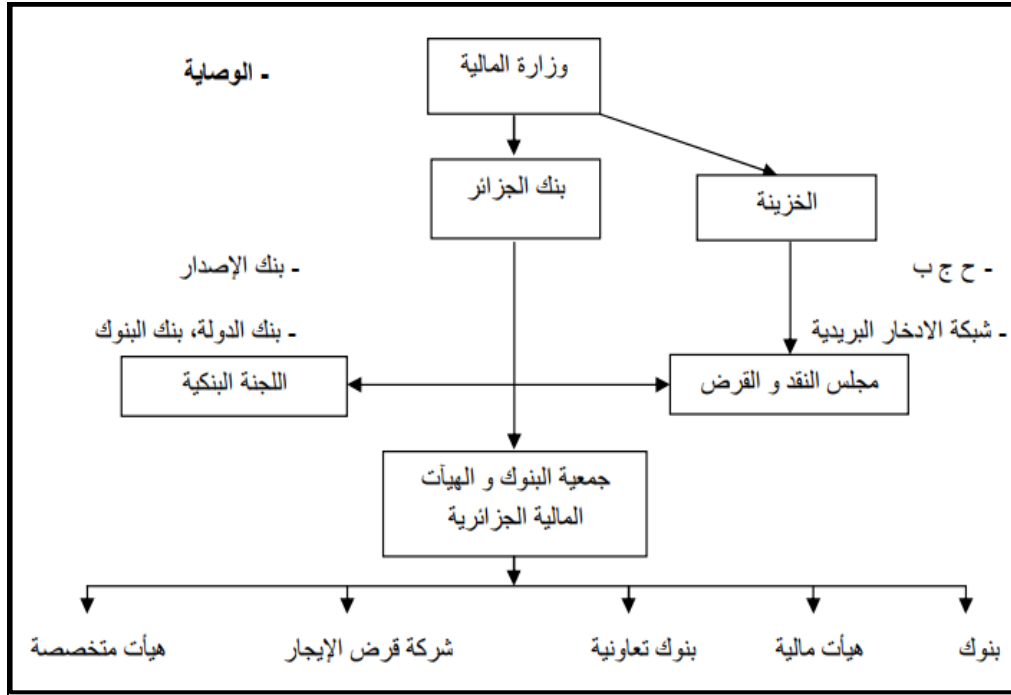 وزارة المالية
- الوصاية
بنك الجزائر
الخزينة
- ح ج ب
- بنك الإصدار
- شبكة الادخار البريدية
- بنك الدولة، بنك البنوك
مجلس النقد و القرض
اللجنة البنكية
جمعية البنوك و الهيآت
المالية الجزائرية
بنوك
هيأت مالية
بنوك تعاونية
شركة قرض الإيجار
هيأت متخصصة